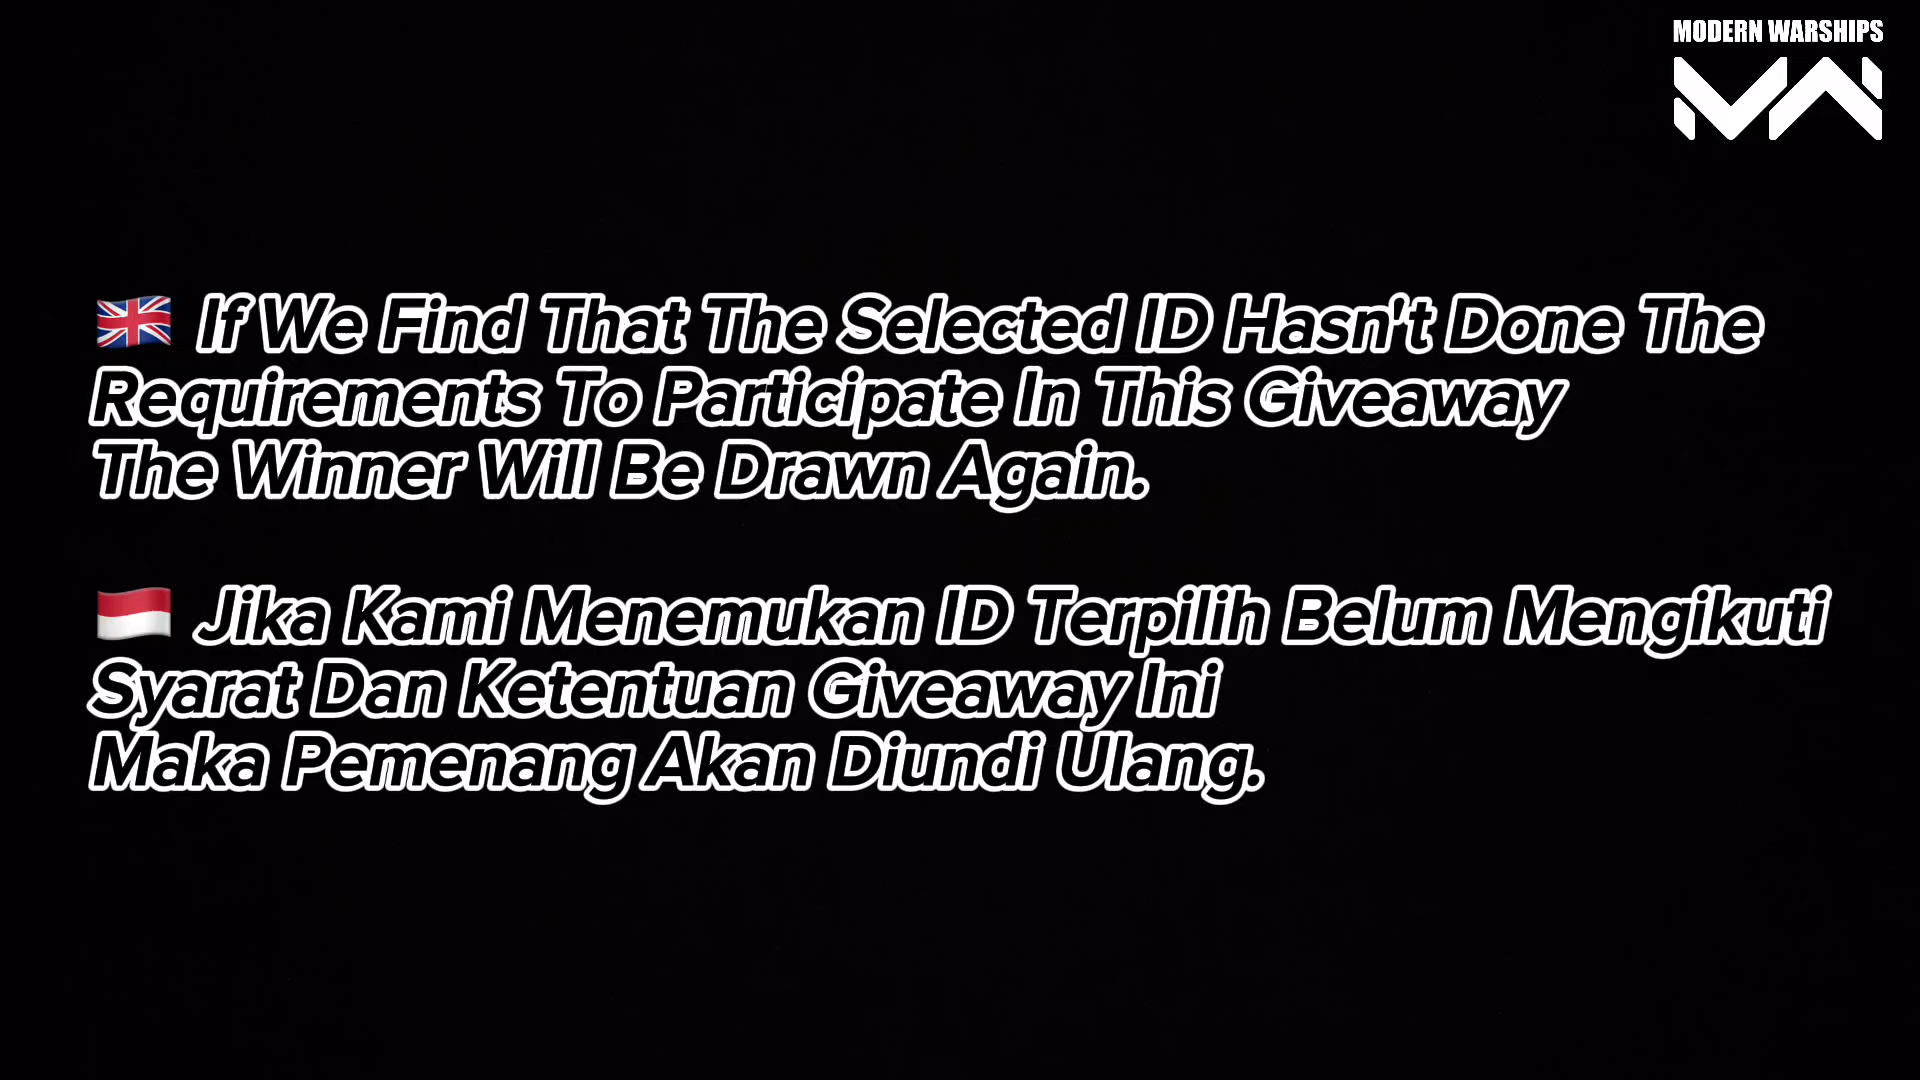 MODERN WARSHIPS
🇬🇧 If We Find That The Selected ID Hasn't Done The
Requirements To Participate In This Giveaway
The Winner Will Be Drawn Again.
🇮🇩 Jika Kami Menemukan ID Terpilih Belum Mengikuti
Syarat Dan Ketentuan Giveaway Ini
Maka Pemenang Akan Diundi Ulang.